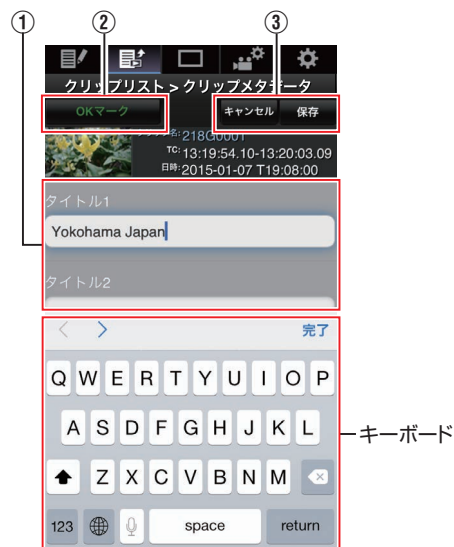 ① ② ③
クリップリスト > クリップメタデータ
OKマーク キャンセル 保存
名: 218G0001
TC: 13:19:54.10-13:20:03.09
日時: 2015-01-07 T19:08:00
タイトル1
Yokohama Japan
タイトル2
完了
Q W E R T Y U I O P
A S D F G H J K L
キーボード
Z X C V B N M
123 space return